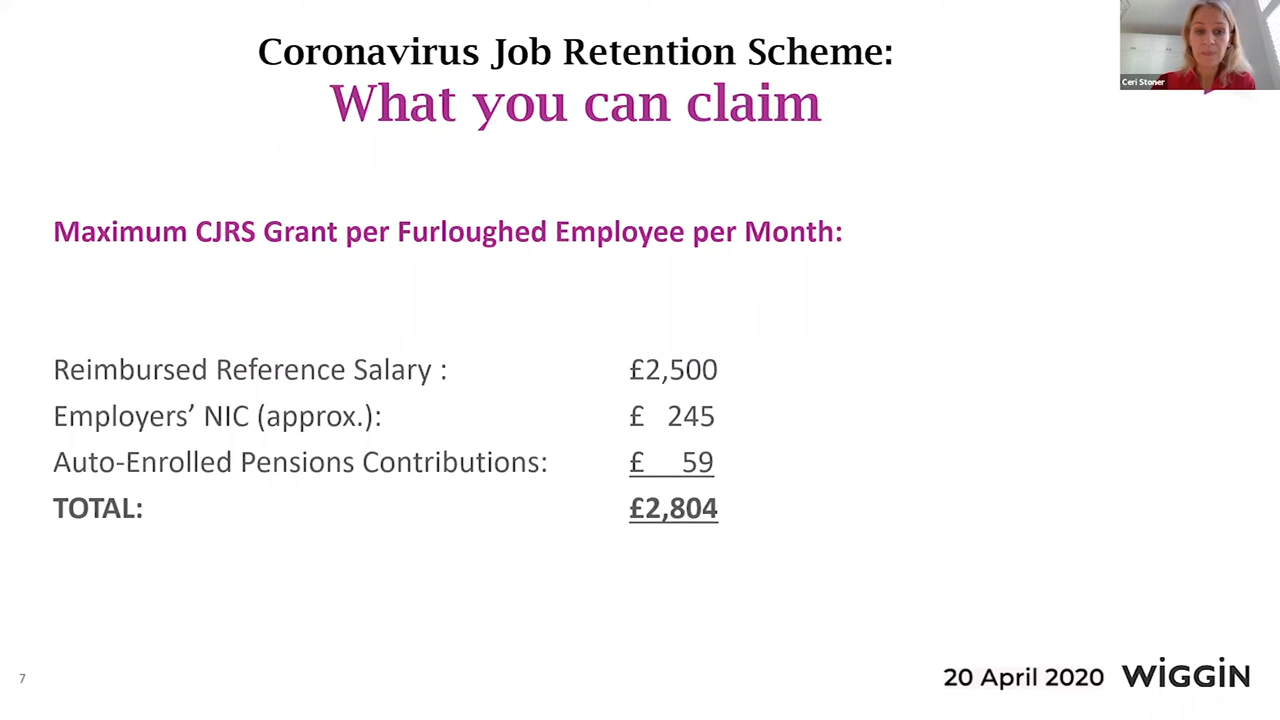 Coronavirus Job Retention Scheme:
What you can claim
Ceri Stoner
Maximum CJRS Grant per Furloughed Employee per Month:
Reimbursed Reference Salary : £2,500
Employers’ NIC (approx.): £ 245
Auto-Enrolled Pensions Contributions: £ 59
TOTAL: £2,804
7
20 April 2020 WIGGIN